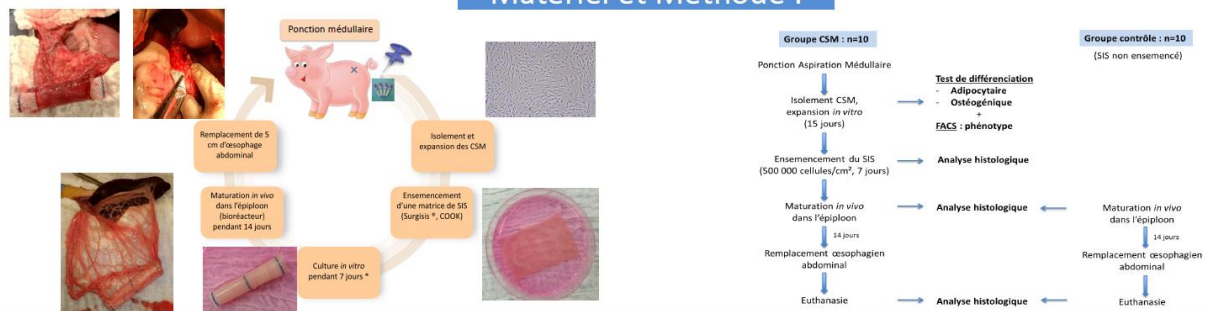 Matériel et Méthode :
Ponction médullaire
Isolement et
expansion des CSM
Ensemencement
d'une matrice de SIS
(Surgisis ®, COOK)
Culture in vitro
pendant 7 jours *
Maturation in vivo
dans l'épiploon
(bioréacteur)
pendant 14 jours
Remplacement de 5
cm d'œsophage
abdominal
Groupe CSM : n=10
Ponction Aspiration Médullaire
Isolement CSM,
expansion in vitro
(15 jours)
Test de différenciation
- Adipocytaire
- Ostéogénique
+
FACS : phénotype
Ensemencement du SIS
(500 000 cellules/cm², 7 jours)
Analyse histologique
Maturation in vivo
dans l'épiploon
Analyse histologique
14 jours
Remplacement œsophagien
abdominal
Euthanasie
Analyse histologique
Groupe contrôle : n=10
(SIS non ensemencé)
Maturation in vivo
dans l'épiploon
14 jours
Remplacement œsophagien
abdominal
Euthanasie